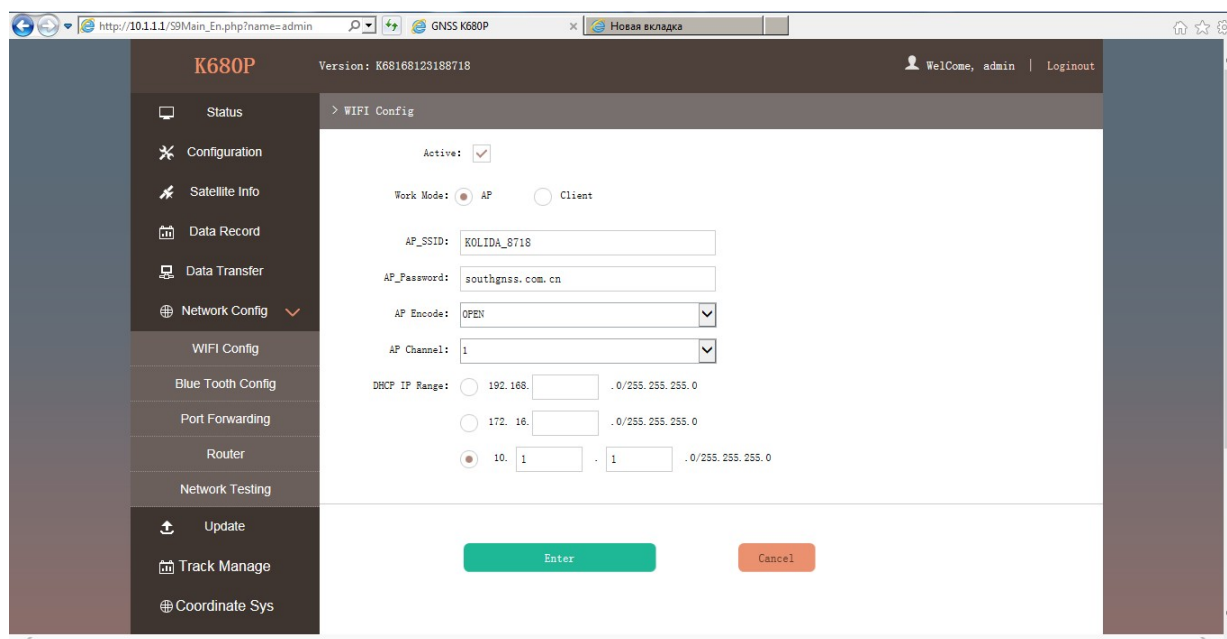 http://10.1.1.1/S9Main_En.php?name=admin GNSS K680P Новая вкладка
K680P Version: K68168123188718 WelCome, admin | Loginout
Status > WIFI Config
Active:
Configuration
Work Mode: AP Client
Satellite Info
Data Record
AP_SSID: KOLIDA_8718
Data Transfer
AP_Password: southgnss.com.cn
Network Config
AP Encode: OPEN
WIFI Config
AP Channel: 1
Blue Tooth Config
DHCP IP Range: 192.168. .0/255.255.255.0
Port Forwarding
172. 16. .0/255.255.255.0
Router
10. 1 . 1 .0/255.255.255.0
Network Testing
Update
Enter Cancel
Track Manage
Coordinate Sys